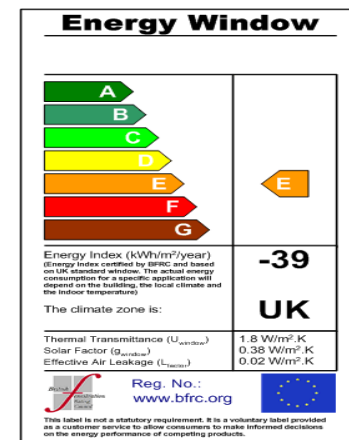 Energy Window
A
B
C
D
E
E
F
G
Energy Index (kWh/m²/year)
(Energy Index certified by BFRC and based
on UK standard window. The actual energy
consumption for a specific application will
depend on the building, the local climate and
the indoor temperature)
-39
The climate zone is:
UK
Thermal Transmittance (Uwindow)
1.8 W/m².K
Solar Factor (gwindow)
0.38 W/m².K
Effective Air Leakage (Lfactor)
0.02 W/m².K
British
Fenestration
Rating
Council
Reg. No.:
www.bfrc.org
This label is not a statutory requirement. It is a voluntary label provided
as a customer service to allow consumers to make informed decisions
on the energy performance of competing products.